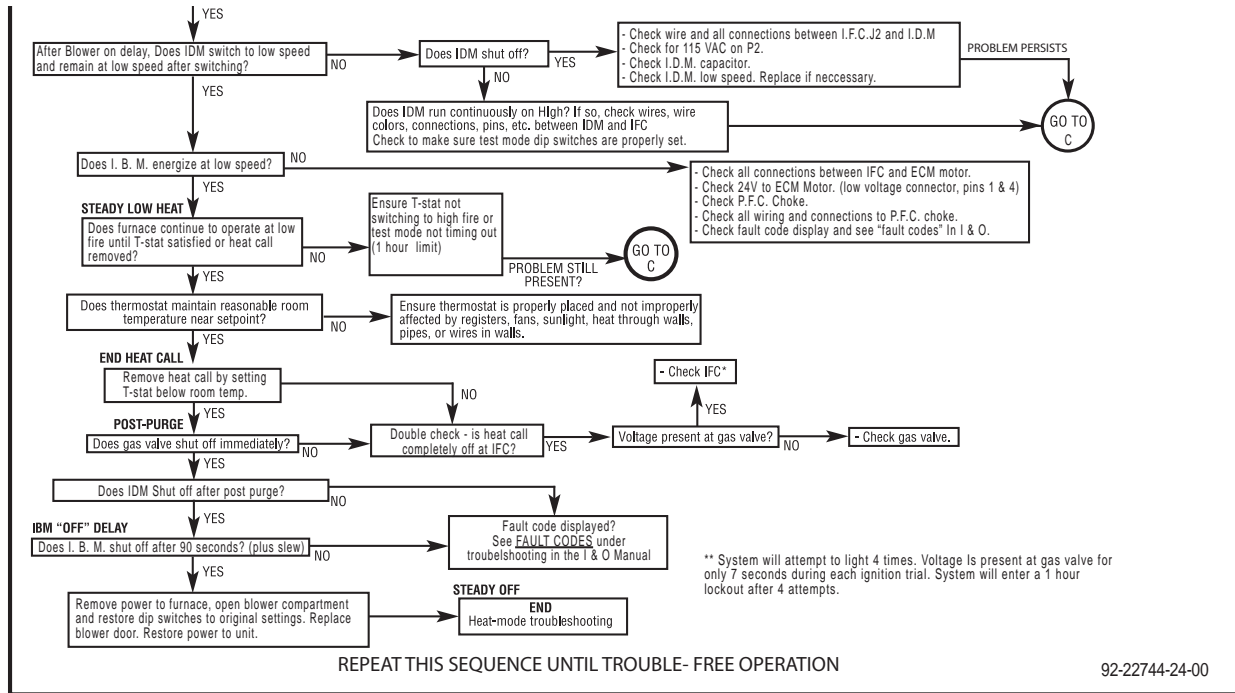 YES
After Blower on delay, Does IDM switch to low speed
and remain at low speed after switching?
NO
Does IDM shut off?
YES
- Check wire and all connections between I.F.C.J2 and I.D.M
- Check for 115 VAC on P2.
- Check I.D.M. capacitor.
- Check I.D.M. low speed. Replace if neccessary.
PROBLEM PERSISTS
YES
NO
Does IDM run continuously on HIgh? If so, check wires, wire
colors, connections, pins, etc. between IDM and IFC
Check to make sure test mode dip switches are properly set.
GO TO
C
Does I. B. M. energize at low speed?
NO
- Check all connections between IFC and ECM motor.
- Check 24V to ECM Motor. (low voltage connector, pins 1 & 4)
- Check P.F.C. Choke.
- Check all wiring and connections to P.F.C. choke.
- Check fault code display and see "fault codes" In I & O.
YES
STEADY LOW HEAT
Does furnace continue to operate at low
fire until T-stat satisfied or heat call
removed?
NO
Ensure T-stat not
switching to high fire or
test mode not timing out
(1 hour limit)
PROBLEM STILL
PRESENT?
GO TO
C
YES
Does thermostat maintain reasonable room
temperature near setpoint?
NO
Ensure thermostat is properly placed and not improperly
affected by registers, fans, sunlight, heat through walls,
pipes, or wires in walls.
YES
END HEAT CALL
Remove heat call by setting
T-stat below room temp.
NO
- Check IFC*
YES
YES
POST-PURGE
Does gas valve shut off immediately?
NO
Double check - is heat call
completely off at IFC?
YES
Voltage present at gas valve?
NO
- Check gas valve.
YES
Does IDM Shut off after post purge?
NO
YES
IBM "OFF" DELAY
Does I. B. M. shut off after 90 seconds? (plus slew)
NO
Fault code displayed?
See FAULT CODES under
troubelshooting in the I & O Manual
** System will attempt to light 4 times. Voltage Is present at gas valve for
only 7 seconds during each ignition trial. System will enter a 1 hour
lockout after 4 attempts.
YES
Remove power to furnace, open blower compartment
and restore dip switches to original settings. Replace
blower door. Restore power to unit.
STEADY OFF
END
Heat-mode troubleshooting
REPEAT THIS SEQUENCE UNTIL TROUBLE- FREE OPERATION
92-22744-24-00